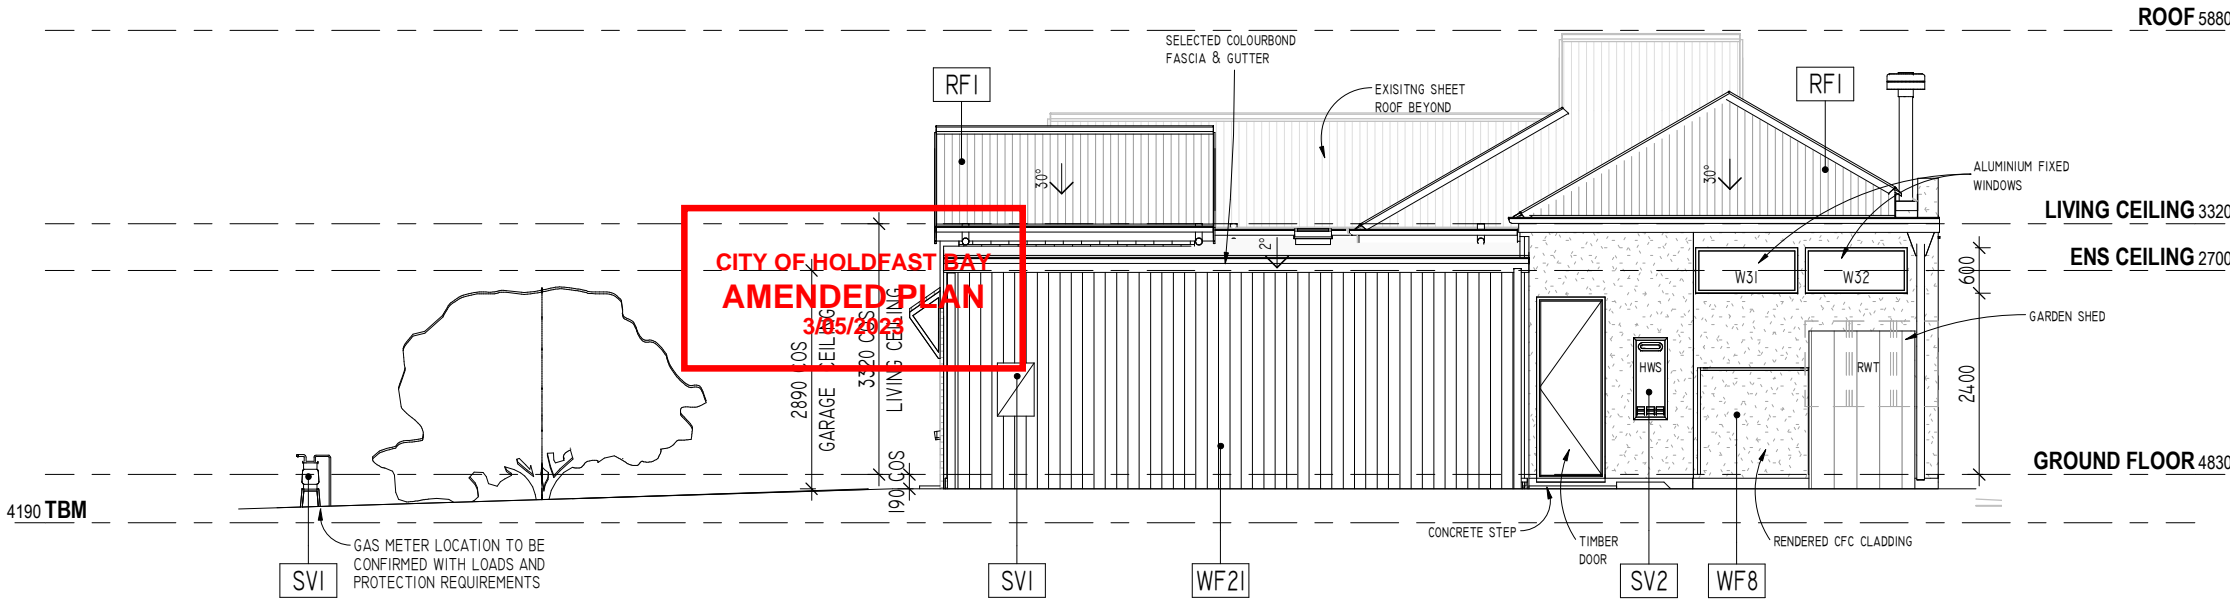 ROOF 5880
SELECTED COLOURBOND
FASCIA & GUTTER
RF1
EXISITNG SHEET
ROOF BEYOND
RF1
30°
30°
ALUMINIUM FIXED
WINDOWS
LIVING CEILING 3320
2°
ENS CEILING 2700
CITY OF HOLDFAST BAY
AMENDED PLAN
3/05/2023
W31
W32
600
GARDEN SHED
2890 COS
GARAGE CEILING
3320 COS
LIVING CEILING
HWS
RWT
2400
190 COS
GROUND FLOOR 4830
4190 TBM
GAS METER LOCATION TO BE
CONFIRMED WITH LOADS AND
PROTECTION REQUIREMENTS
CONCRETE STEP
TIMBER
DOOR
RENDERED CFC CLADDING
SV1
SV1
WF21
SV2
WF8